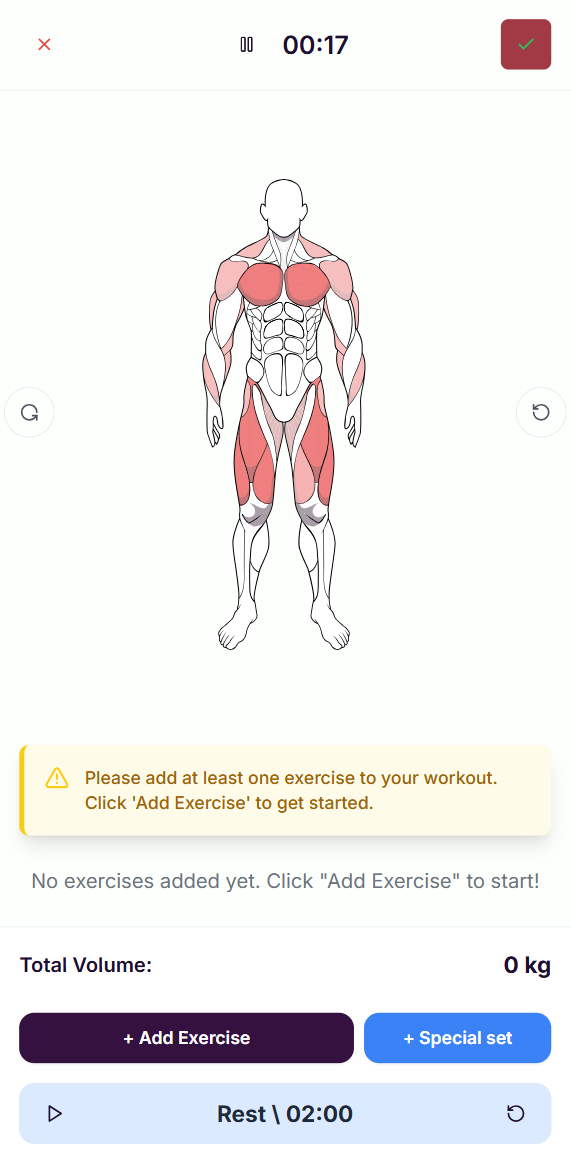 00:17
Please add at least one exercise to your workout.
Click 'Add Exercise' to get started.
No exercises added yet. Click "Add Exercise" to start!
Total Volume:
0 kg
+ Add Exercise
+ Special set
Rest \ 02:00